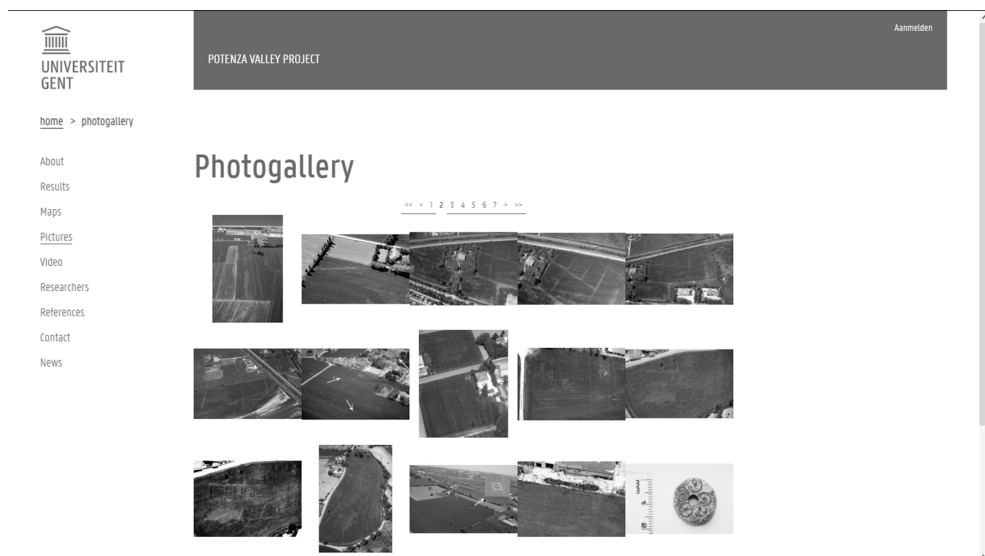 Aanmelden
UNIVERSITEIT
GENT
POTENZA VALLEY PROJECT
home > photogallery
About
Results
Maps
Pictures
Video
Researchers
References
Contact
News
Photogallery
<< < 1 2 3 4 5 6 7 > >>